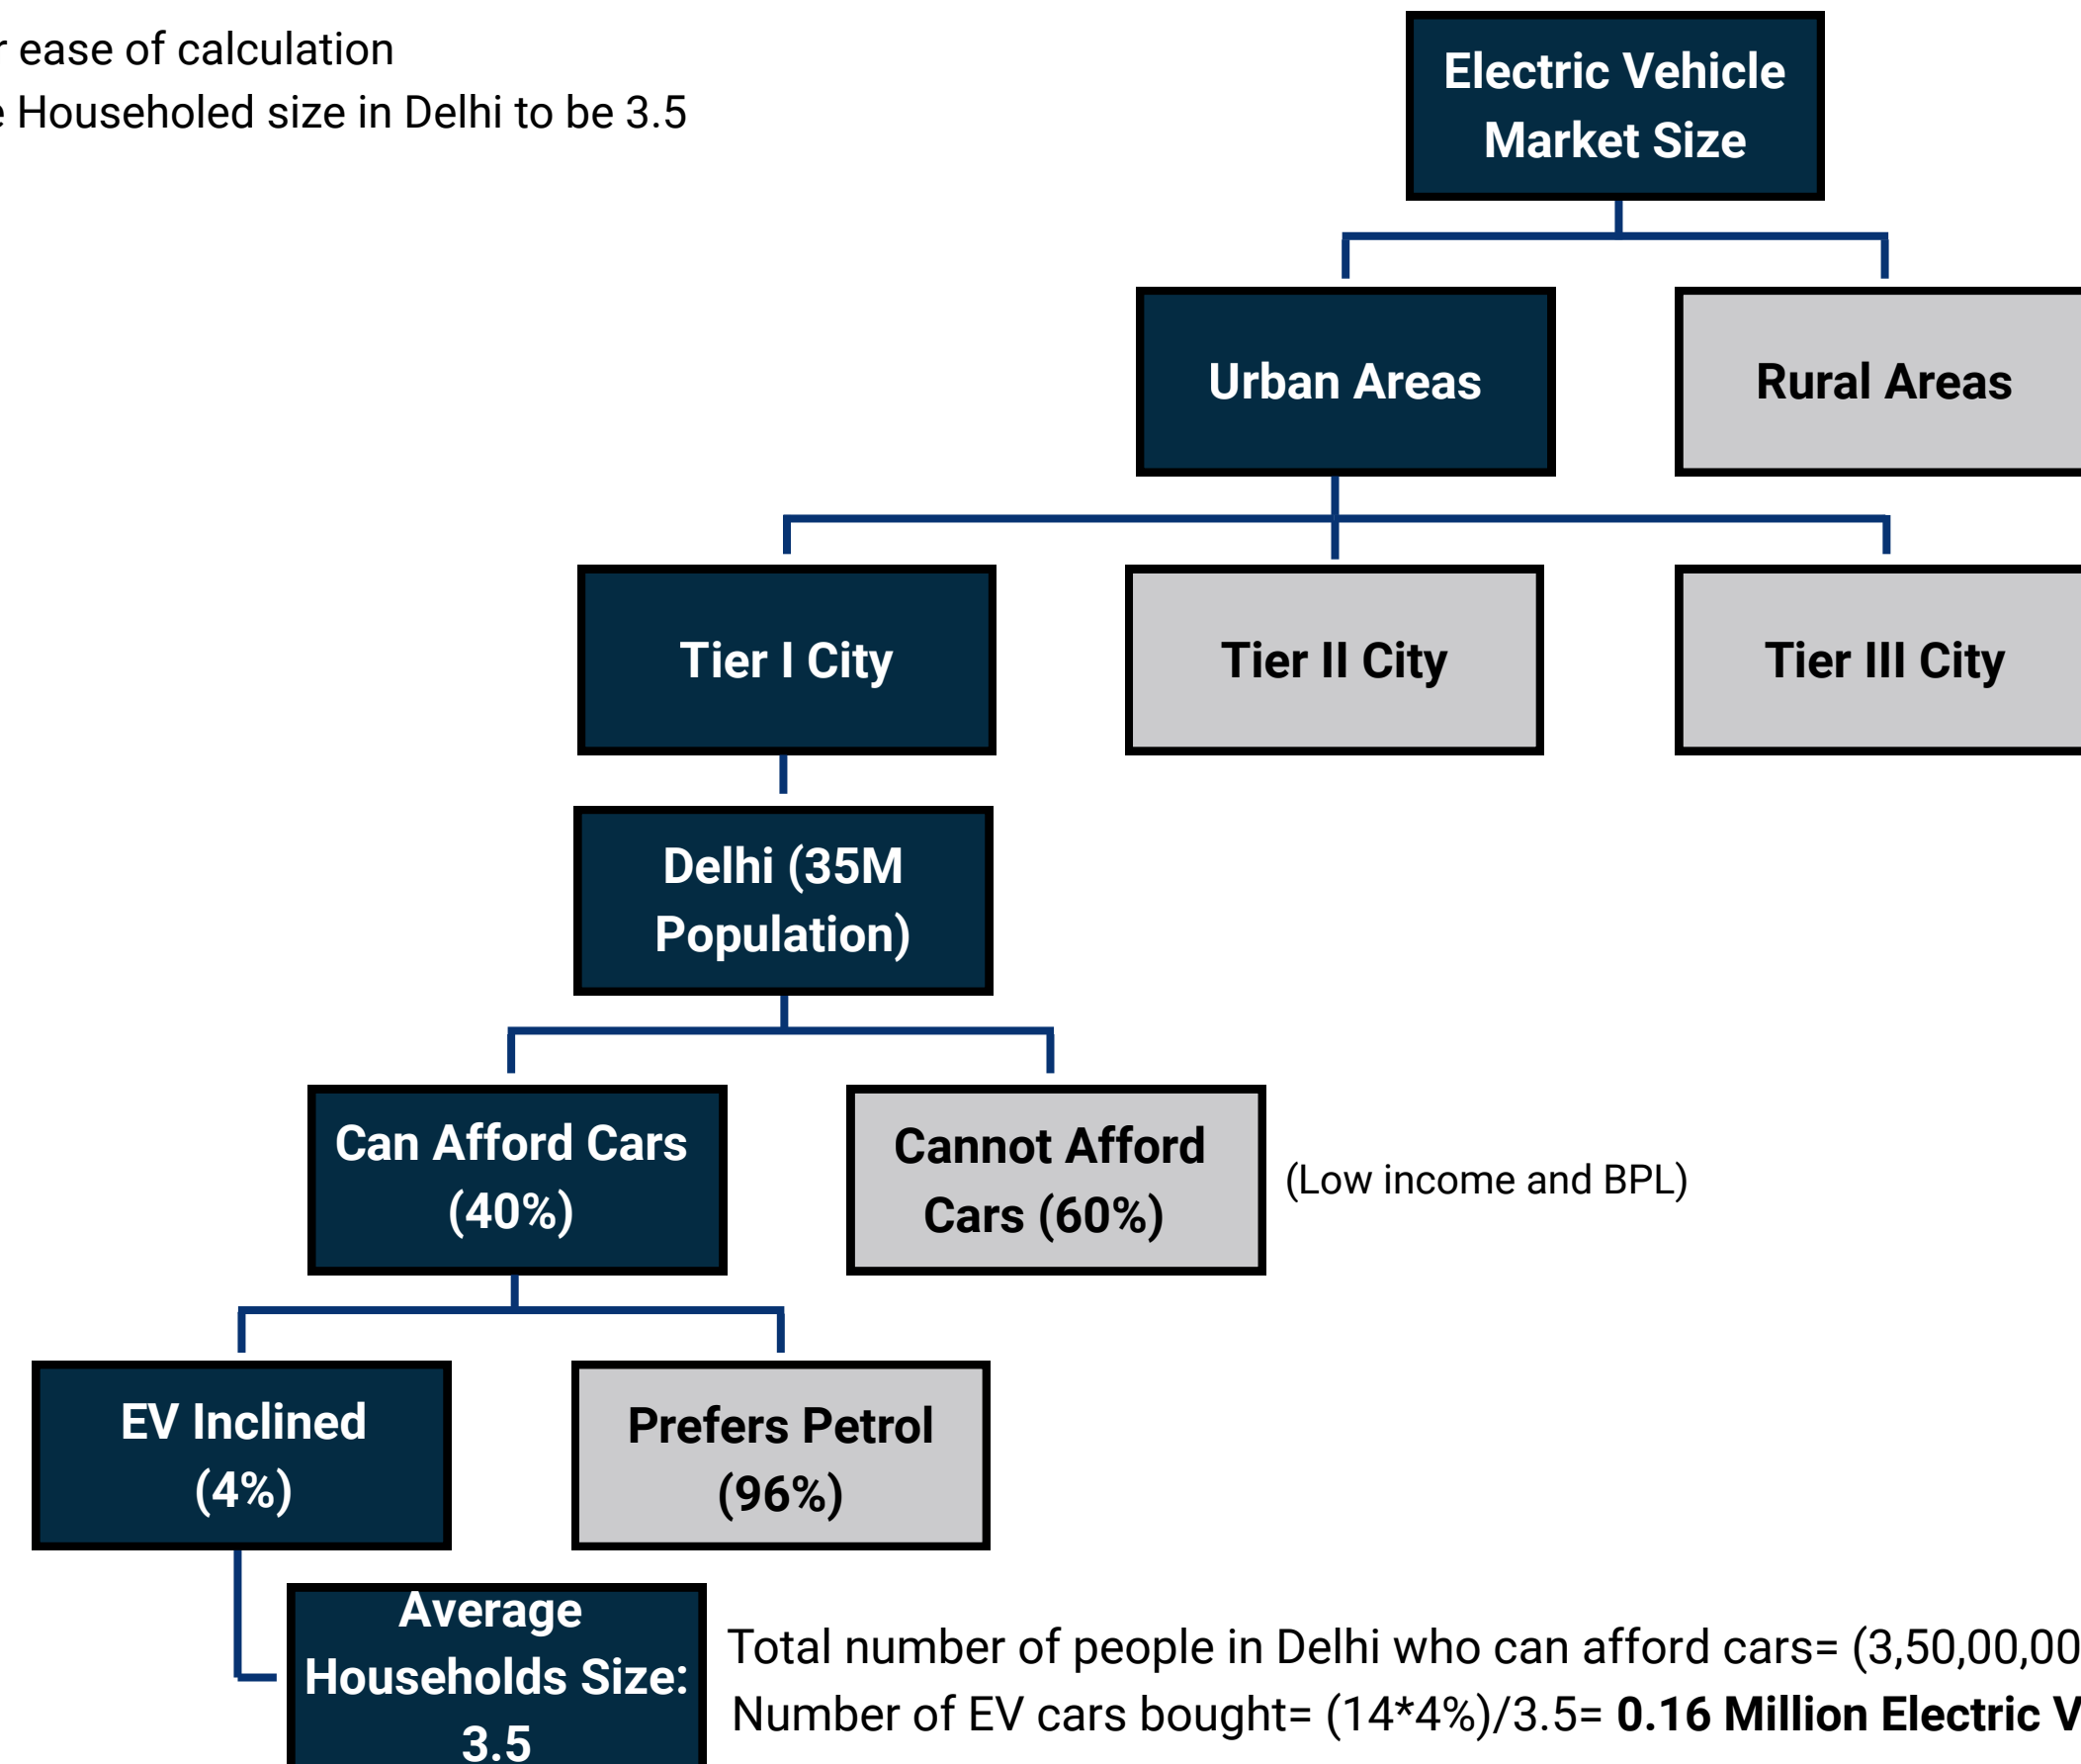 r ease of calculation
e Householed size in Delhi to be 3.5
Electric Vehicle
Market Size
Urban Areas
Rural Areas
Tier I City
Tier II City
Tier III City
Delhi (35M
Population)
Can Afford Cars
(40%)
Cannot Afford
Cars (60%)
(Low income and BPL)
EV Inclined
(4%)
Prefers Petrol
(96%)
Average
Households Size:
3.5
Total number of people in Delhi who can afford cars= (3,50,00,00
Number of EV cars bought= (14*4%)/3.5= 0.16 Million Electric V